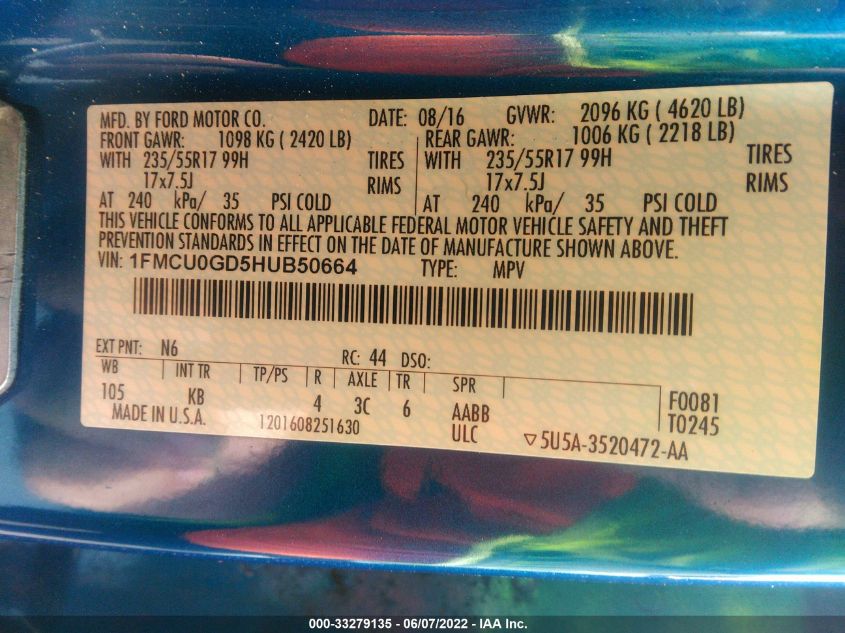 MFD. BY FORD MOTOR CO. DATE: 08/16 GVWR: 2096 KG ( 4620 LB)
FRONT GAWR: 1098 KG ( 2420 LB) REAR GAWR: 1006 KG ( 2218 LB)
WITH 235/55R17 99H TIRES WITH 235/55R17 99H TIRES
17x7.5J RIMS 17x7.5J RIMS
AT 240 kPa/ 35 PSI COLD AT 240 kPa/ 35 PSI COLD
THIS VEHICLE CONFORMS TO ALL APPLICABLE FEDERAL MOTOR VEHICLE SAFETY AND THEFT
PREVENTION STANDARDS IN EFFECT ON THE DATE OF MANUFACTURE SHOWN ABOVE.
VIN: 1FMCU0GD5HUB50664 TYPE: MPV
EXT PNT: N6 RC: 44 DSO:
WB INT TR TP/PS R AXLE TR SPR
105 KB 4 3C 6 AABB F0081
MADE IN U.S.A. 1201608251630 ULC ▽5U5A-3520472-AA T0245
000-33279135 - 06/07/2022 - IAA Inc.